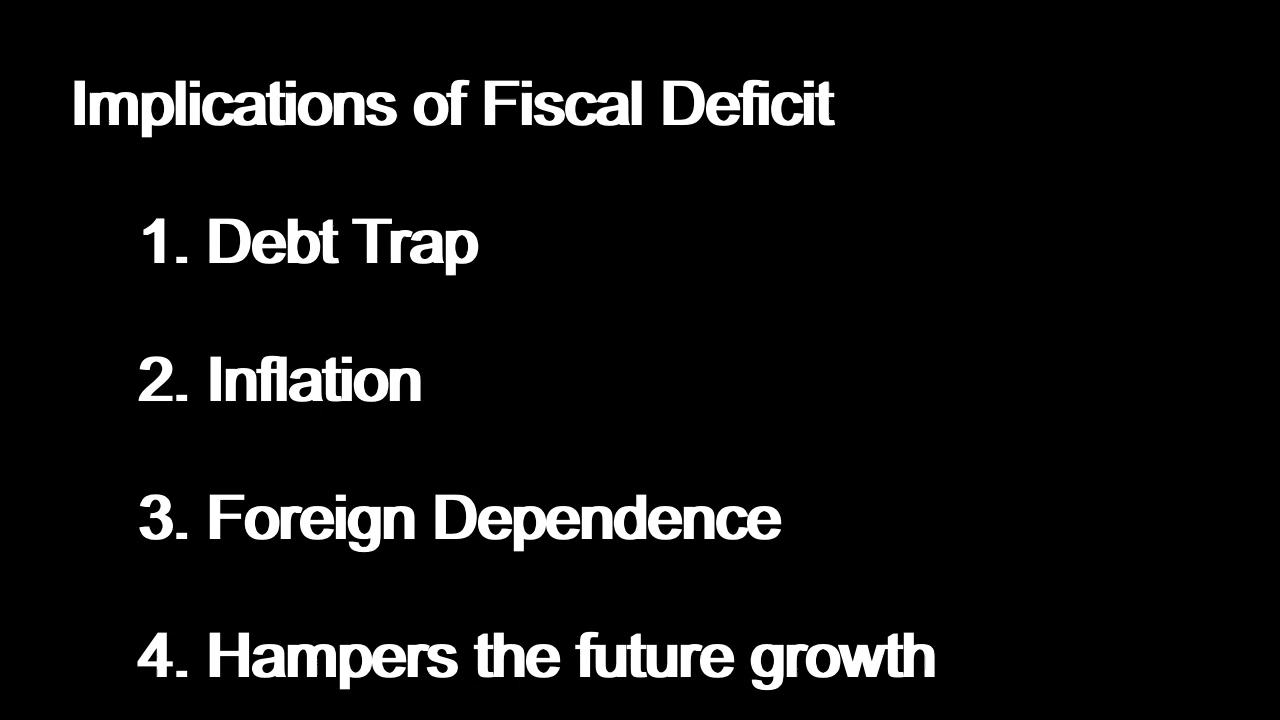 Implications of Fiscal Deficit
1. Debt Trap
2. Inflation
3. Foreign Dependence
4. Hampers the future growth